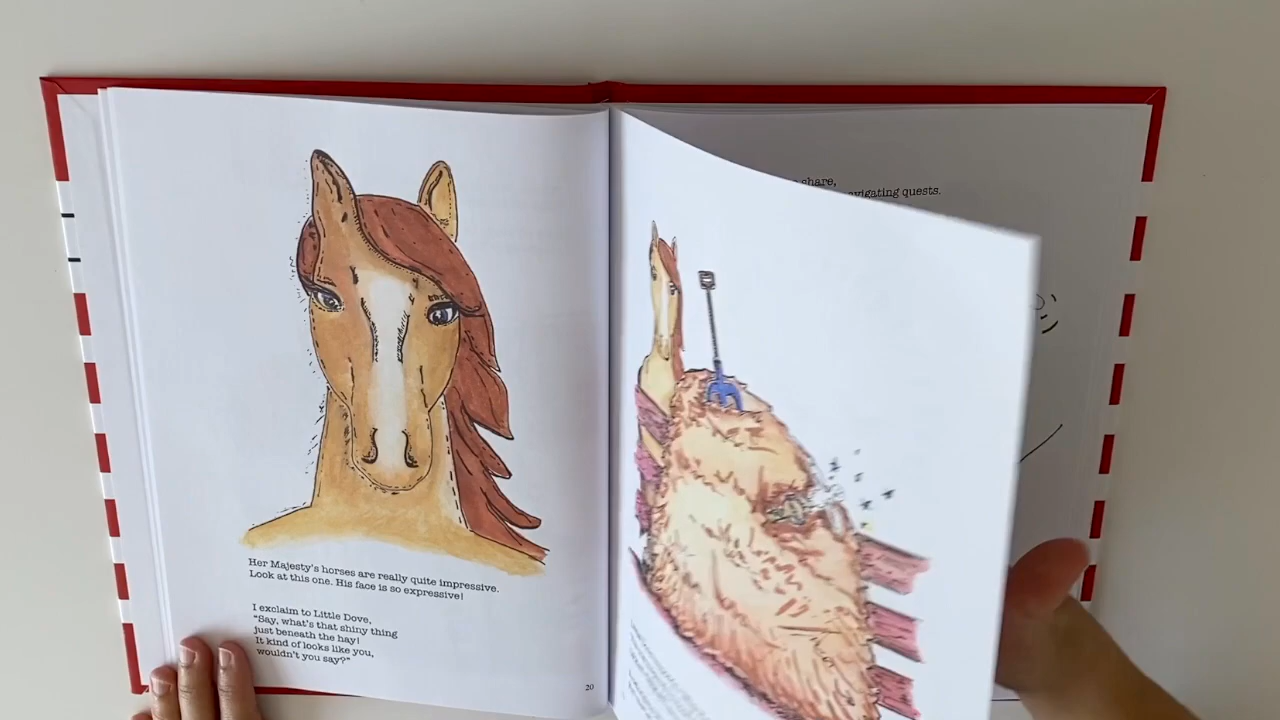 Her Majesty's horses are really quite impressive.
Look at this one. His face is so expressive!
I exclaim to Little Dove,
"Say, what's that shiny thing
just beneath the hay!
It kind of looks like you,
wouldn't you say?"
20
share,
navigating quests.